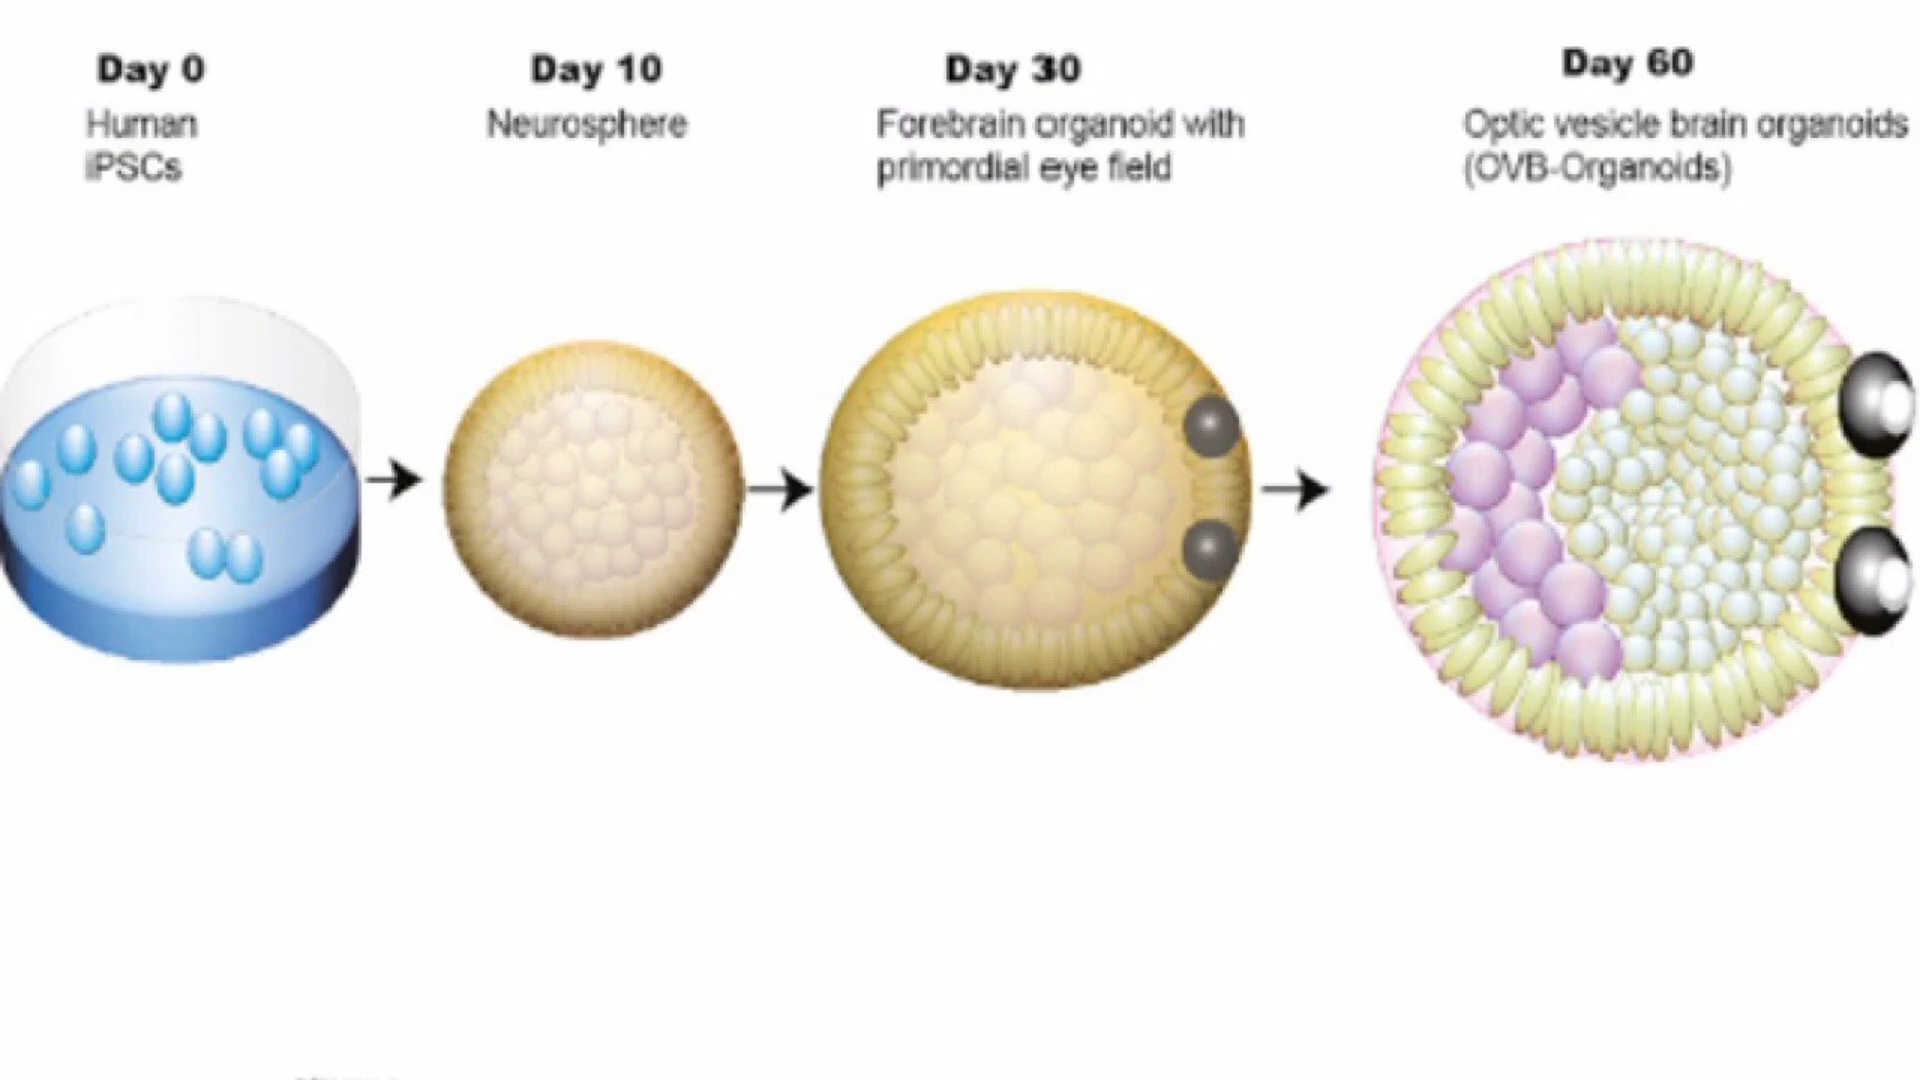 Day 0
Human
iPSCs
Day 10
Neurosphere
Day 30
Forebrain organoid with
primordial eye field
Day 60
Optic vesicle brain organoids
(OVB-Organoids)